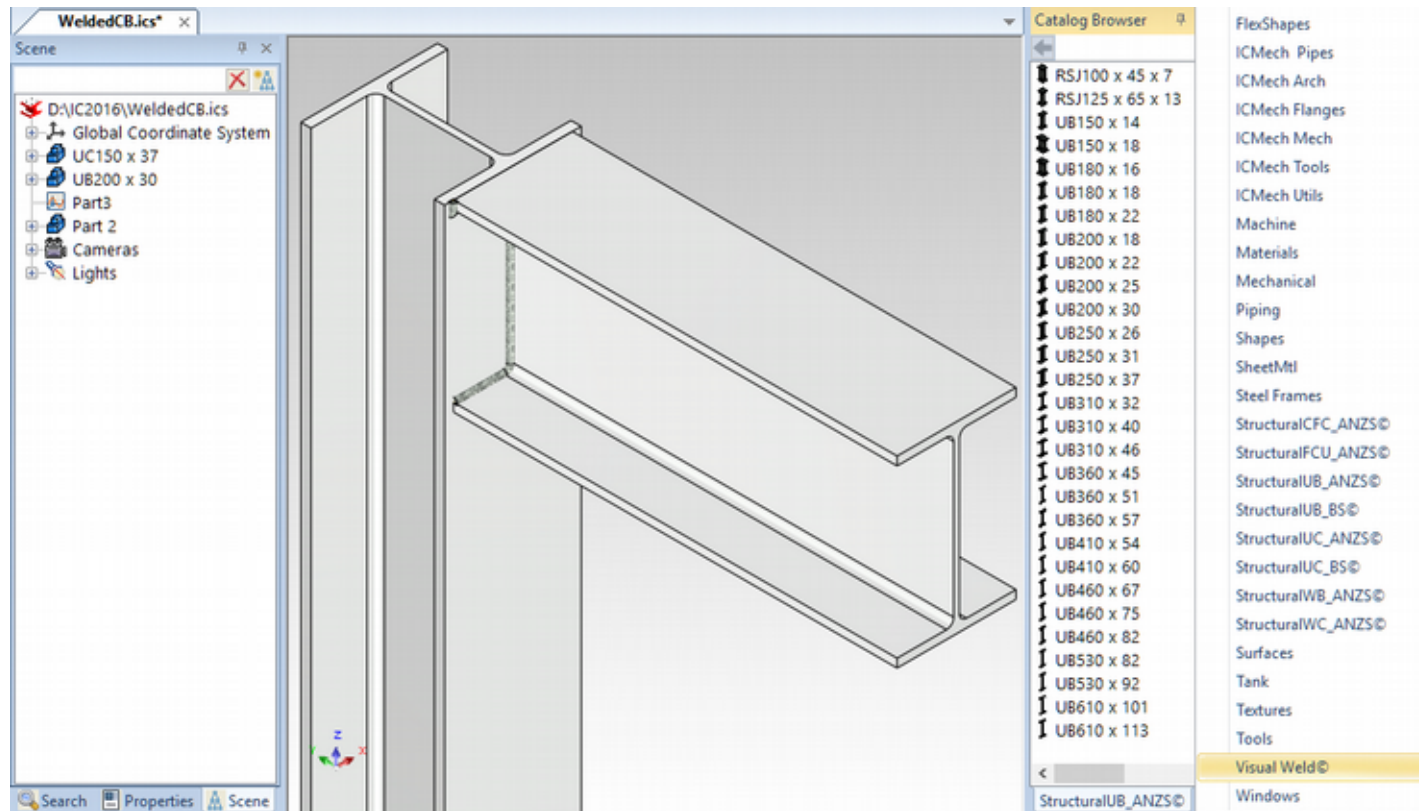 WeldedCB.ics*
Scene
D:\IC2016\WeldedCB.ics
Global Coordinate System
UC150 x 37
UB200 x 30
Part3
Part 2
Cameras
Lights
Search
Properties
Scene
z
x
Catalog Browser
RSJ100 x 45 x 7
RSJ125 x 65 x 13
UB150 x 14
UB150 x 18
UB180 x 16
UB180 x 18
UB180 x 22
UB200 x 18
UB200 x 22
UB200 x 25
UB200 x 30
UB250 x 26
UB250 x 31
UB250 x 37
UB310 x 32
UB310 x 40
UB310 x 46
UB360 x 45
UB360 x 51
UB360 x 57
UB410 x 54
UB410 x 60
UB460 x 67
UB460 x 75
UB460 x 82
UB530 x 82
UB530 x 92
UB610 x 101
UB610 x 113
StructuralUB_ANZS©
FlexShapes
ICMech Pipes
ICMech Arch
ICMech Flanges
ICMech Mech
ICMech Tools
ICMech Utils
Machine
Materials
Mechanical
Piping
Shapes
SheetMtl
Steel Frames
StructuralCFC_ANZS©
StructuralFCU_ANZS©
StructuralUB_ANZS©
StructuralUB_BS©
StructuralUC_ANZS©
StructuralUC_BS©
StructuralWB_ANZS©
StructuralWC_ANZS©
Surfaces
Tank
Textures
Tools
Visual Weld©
Windows